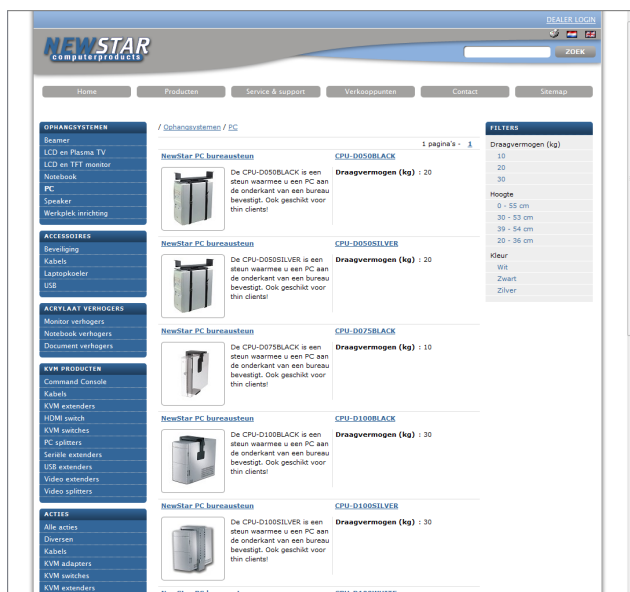 DEALER LOGIN
NEWSTAR
computerproducts
ZOEK
Home
Producten
Service & support
Verkooppunten
Contact
Sitemap
OPHANGSYSTEMEN
Beamer
LCD en Plasma TV
LCD en TFT monitor
Notebook
PC
Speaker
Werkplek inrichting
ACCESSOIRES
Beveiliging
Kabels
Laptopkoeler
USB
ACRYLAAT VERHOGERS
Monitor verhogers
Notebook verhogers
Document verhogers
KVM PRODUCTEN
Command Console
Kabels
KVM extenders
HDMI switch
KVM switches
PC splitters
Seriële extenders
USB extenders
Video extenders
Video splitters
ACTIES
Alle acties
Diversen
Kabels
KVM adapters
KVM switches
KVM extenders
/ Ophangsystemen / PC
1 pagina's - 1
NewStar PC bureausteun
CPU-D050BLACK
De CPU-D050BLACK is een
steun waarmee u een PC aan
de onderkant van een bureau
bevestigt. Ook geschikt voor
thin clients!
Draagvermogen (kg) : 20
NewStar PC bureausteun
CPU-D050SILVER
De CPU-D050SILVER is een
steun waarmee u een PC aan
de onderkant van een bureau
bevestigt. Ook geschikt voor
thin clients!
Draagvermogen (kg) : 20
NewStar PC bureausteun
CPU-D075BLACK
De CPU-D075BLACK is een
steun waarmee u een PC aan
de onderkant van een bureau
bevestigt. Ook geschikt voor
thin clients!
Draagvermogen (kg) : 10
NewStar PC bureausteun
CPU-D100BLACK
De CPU-D100BLACK is een
steun waarmee u een PC aan
de onderkant van een bureau
bevestigt. Ook geschikt voor
thin clients!
Draagvermogen (kg) : 30
NewStar PC bureausteun
CPU-D100SILVER
De CPU-D100SILVER is een
steun waarmee u een PC aan
de onderkant van een bureau
bevestigt. Ook geschikt voor
thin clients!
Draagvermogen (kg) : 30
FILTERS
Draagvermogen (kg)
10
20
30
Hoogte
0 - 55 cm
30 - 53 cm
39 - 54 cm
20 - 36 cm
Kleur
Wit
Zwart
Zilver